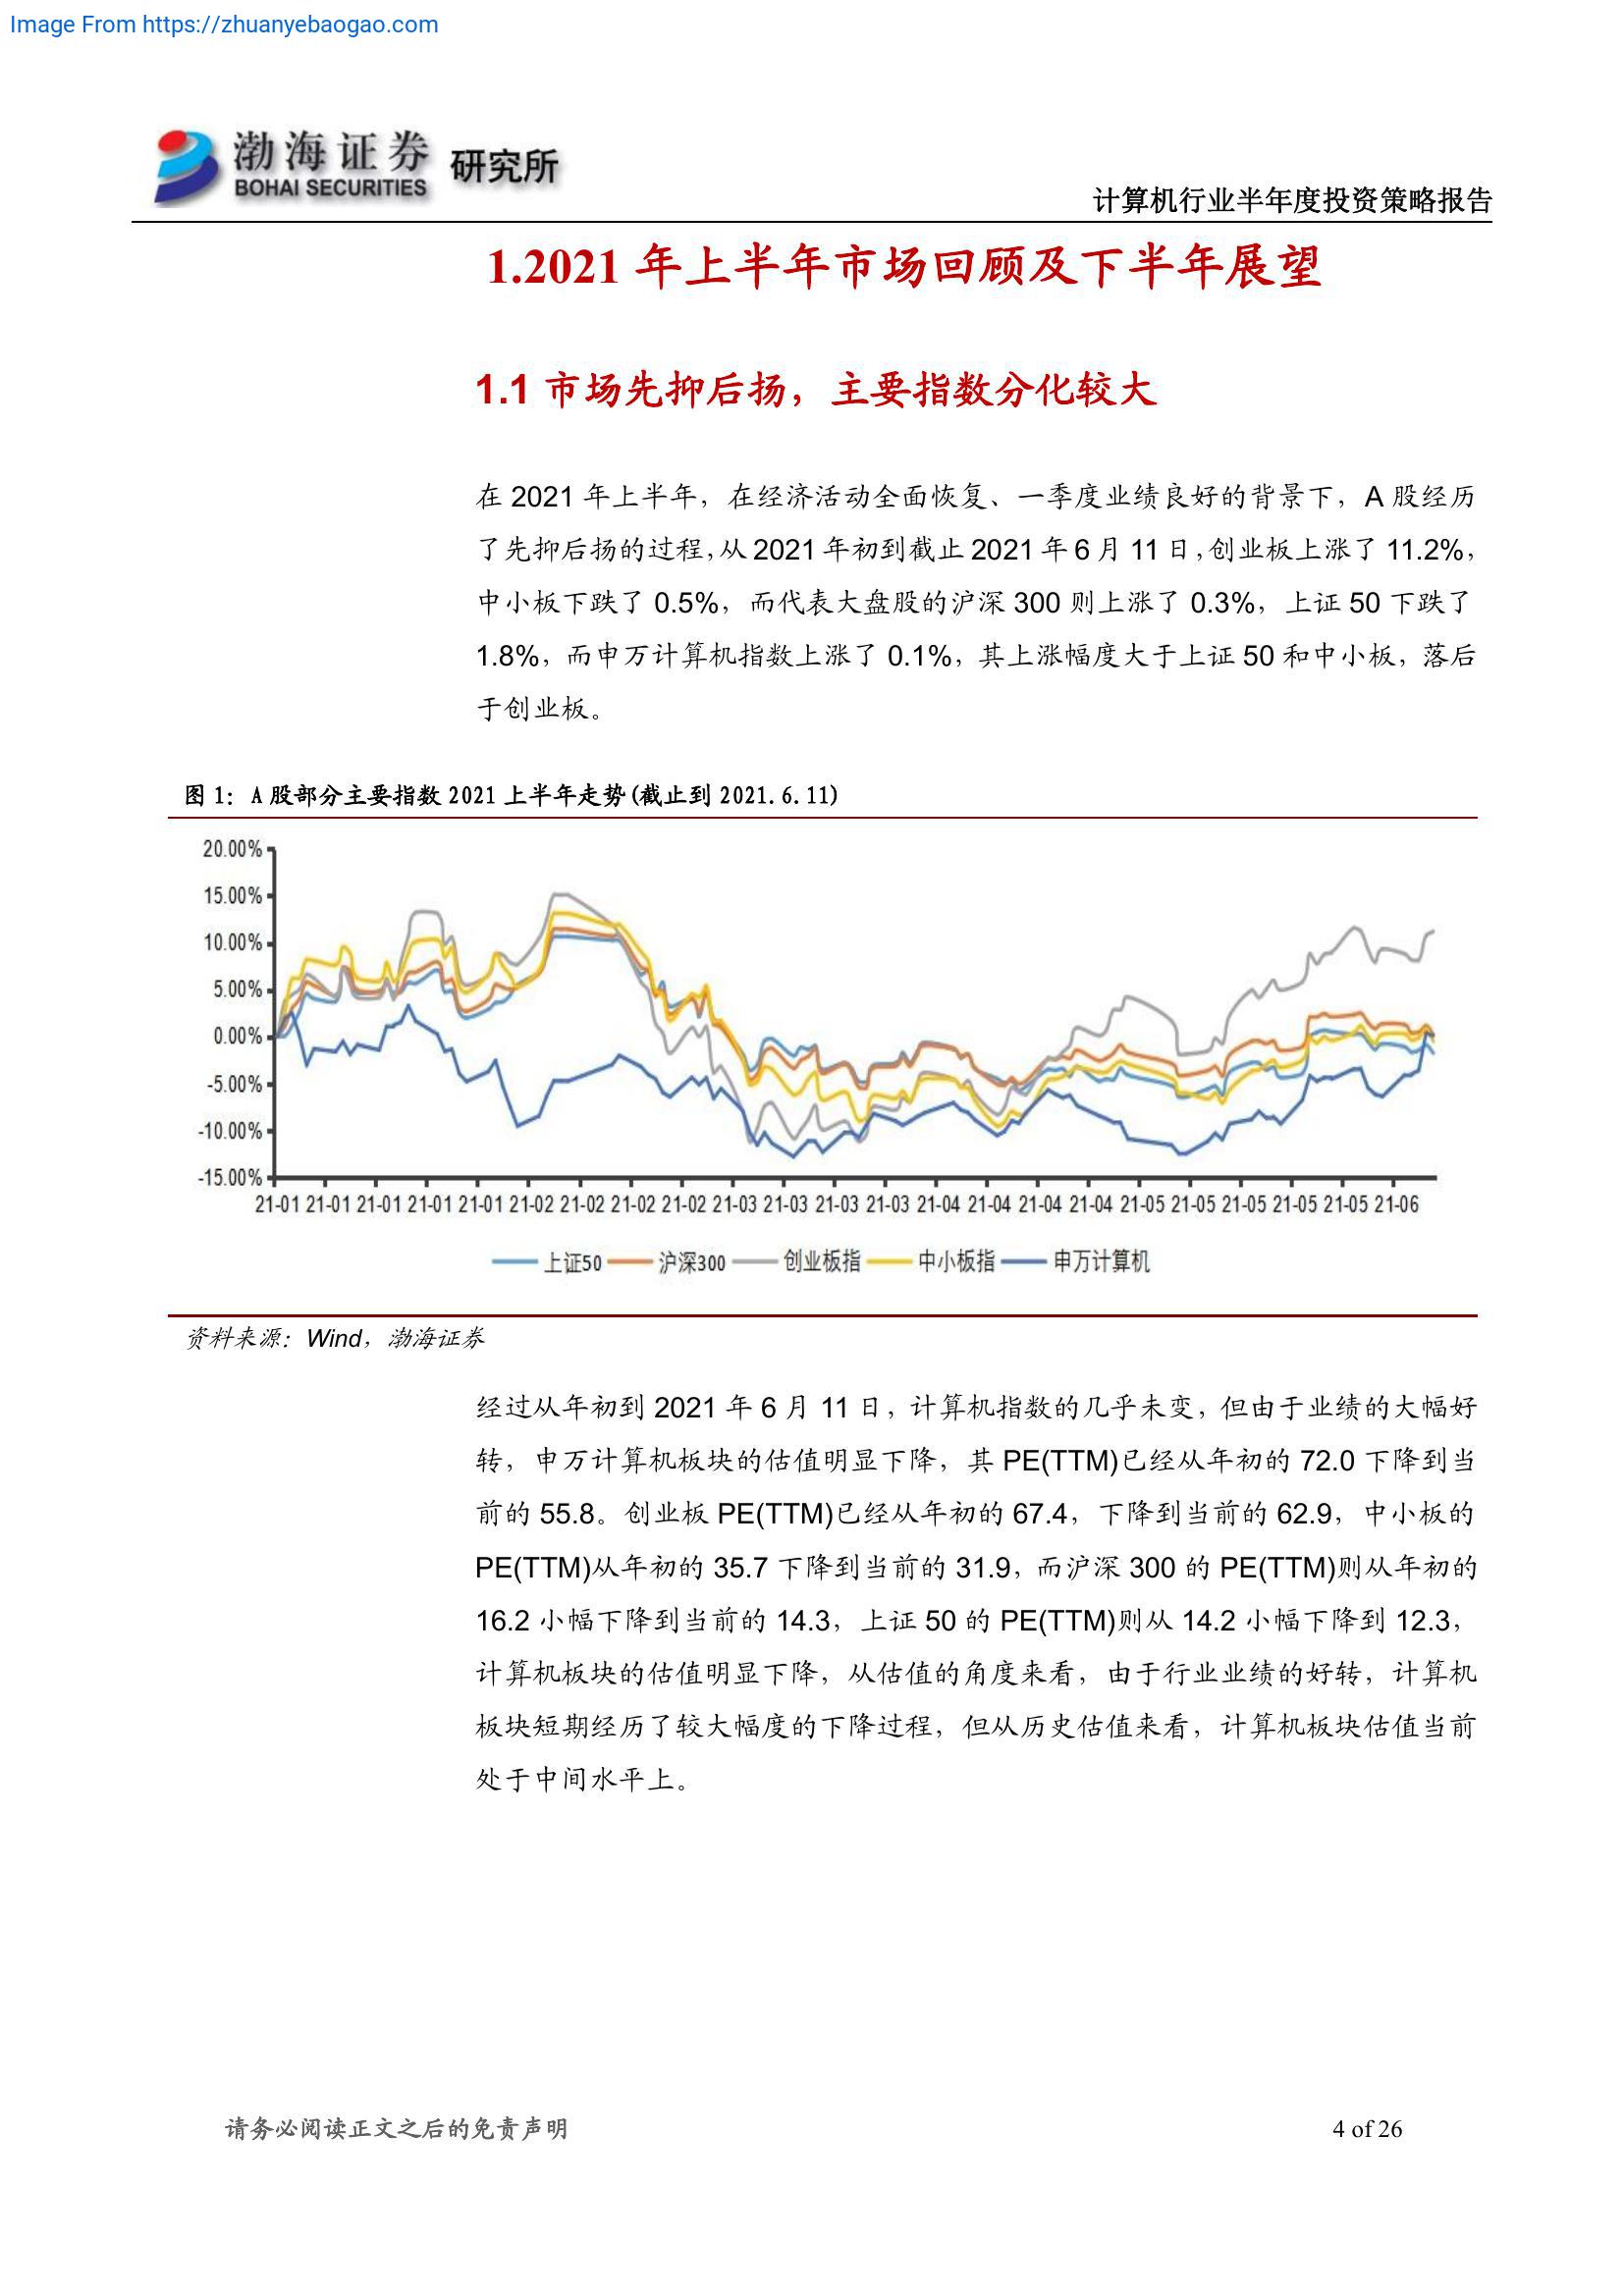 Image From https://zhuanyebaogao.com
渤海证券 研究所
BOHAI SECURITIES
计算机行业半年度投资策略报告
1.2021 年上半年市场回顾及下半年展望
1.1 市场先抑后扬，主要指数分化较大
在 2021 年上半年，在经济活动全面恢复、一季度业绩良好的背景下，A 股经历
了先抑后扬的过程，从 2021 年初到截止 2021 年 6 月 11 日，创业板上涨了 11.2%，
中小板下跌了 0.5%，而代表大盘股的沪深 300 则上涨了 0.3%，上证 50 下跌了
1.8%，而申万计算机指数上涨了 0.1%，其上涨幅度大于上证 50 和中小板，落后
于创业板。
图 1：A 股部分主要指数 2021 上半年走势(截止到 2021.6.11)
20.00%
15.00%
10.00%
5.00%
0.00%
-5.00%
-10.00%
-15.00%
21-01 21-01 21-01 21-01 21-01 21-02 21-02 21-02 21-02 21-03 21-03 21-03 21-03 21-04 21-04 21-04 21-04 21-05 21-05 21-05 21-05 21-05 21-06
上证50 沪深300 创业板指 中小板指 申万计算机
资料来源：Wind，渤海证券
经过从年初到 2021 年 6 月 11 日，计算机指数的几乎未变，但由于业绩的大幅好
转，申万计算机板块的估值明显下降，其 PE(TTM)已经从年初的 72.0 下降到当
前的 55.8。创业板 PE(TTM)已经从年初的 67.4，下降到当前的 62.9，中小板的
PE(TTM)从年初的 35.7 下降到当前的 31.9，而沪深 300 的 PE(TTM)则从年初的
16.2 小幅下降到当前的 14.3，上证 50 的 PE(TTM)则从 14.2 小幅下降到 12.3，
计算机板块的估值明显下降，从估值的角度来看，由于行业业绩的好转，计算机
板块短期经历了较大幅度的下降过程，但从历史估值来看，计算机板块估值当前
处于中间水平上。
请务必阅读正文之后的免责声明
4 of 26